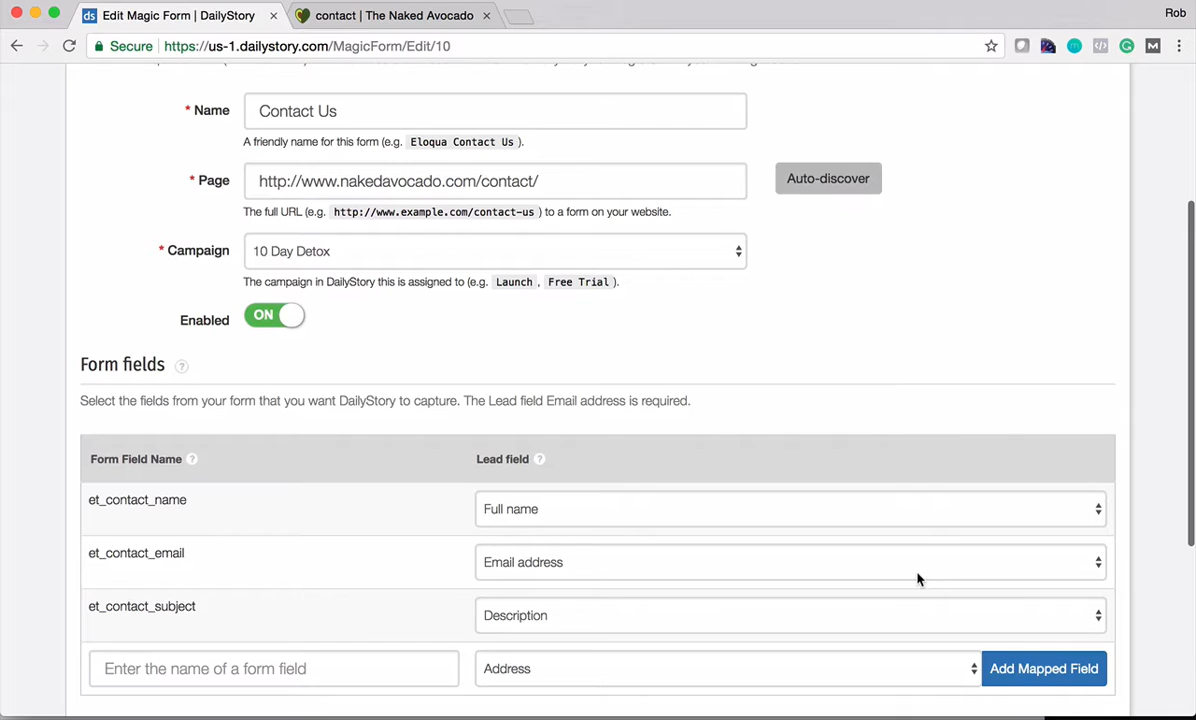 Edit Magic Form | DailyStory
contact | The Naked Avocado
Rob
Secure https://us-1.dailystory.com/MagicForm/Edit/10
* Name Contact Us
A friendly name for this form (e.g. Eloqua Contact Us ).
* Page http://www.nakedavocado.com/contact/ Auto-discover
The full URL (e.g. http://www.example.com/contact-us ) to a form on your website.
* Campaign 10 Day Detox
The campaign in DailyStory this is assigned to (e.g. Launch , Free Trial ).
Enabled ON
Form fields ?
Select the fields from your form that you want DailyStory to capture. The Lead field Email address is required.
Form Field Name ? Lead field ?
et_contact_name Full name
et_contact_email Email address
et_contact_subject Description
Enter the name of a form field Address Add Mapped Field